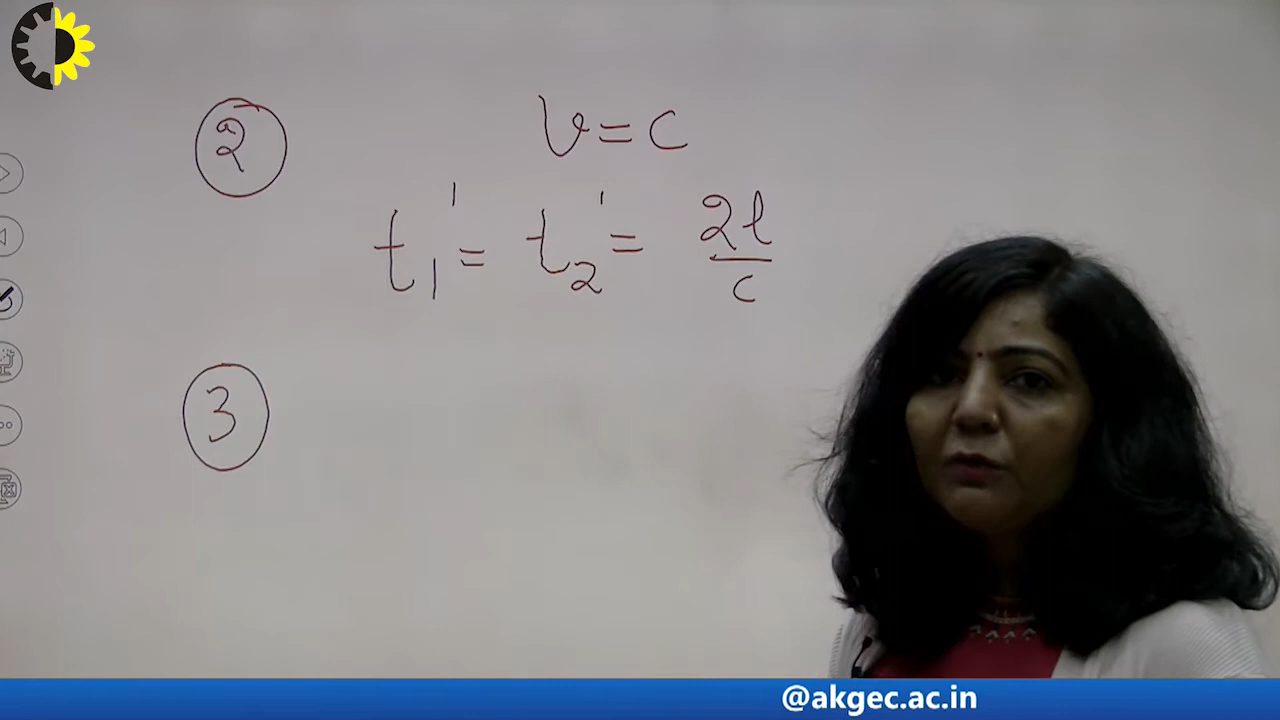 ② v = c
t₁' = t₂' = 2l/c
③
@akgec.ac.in